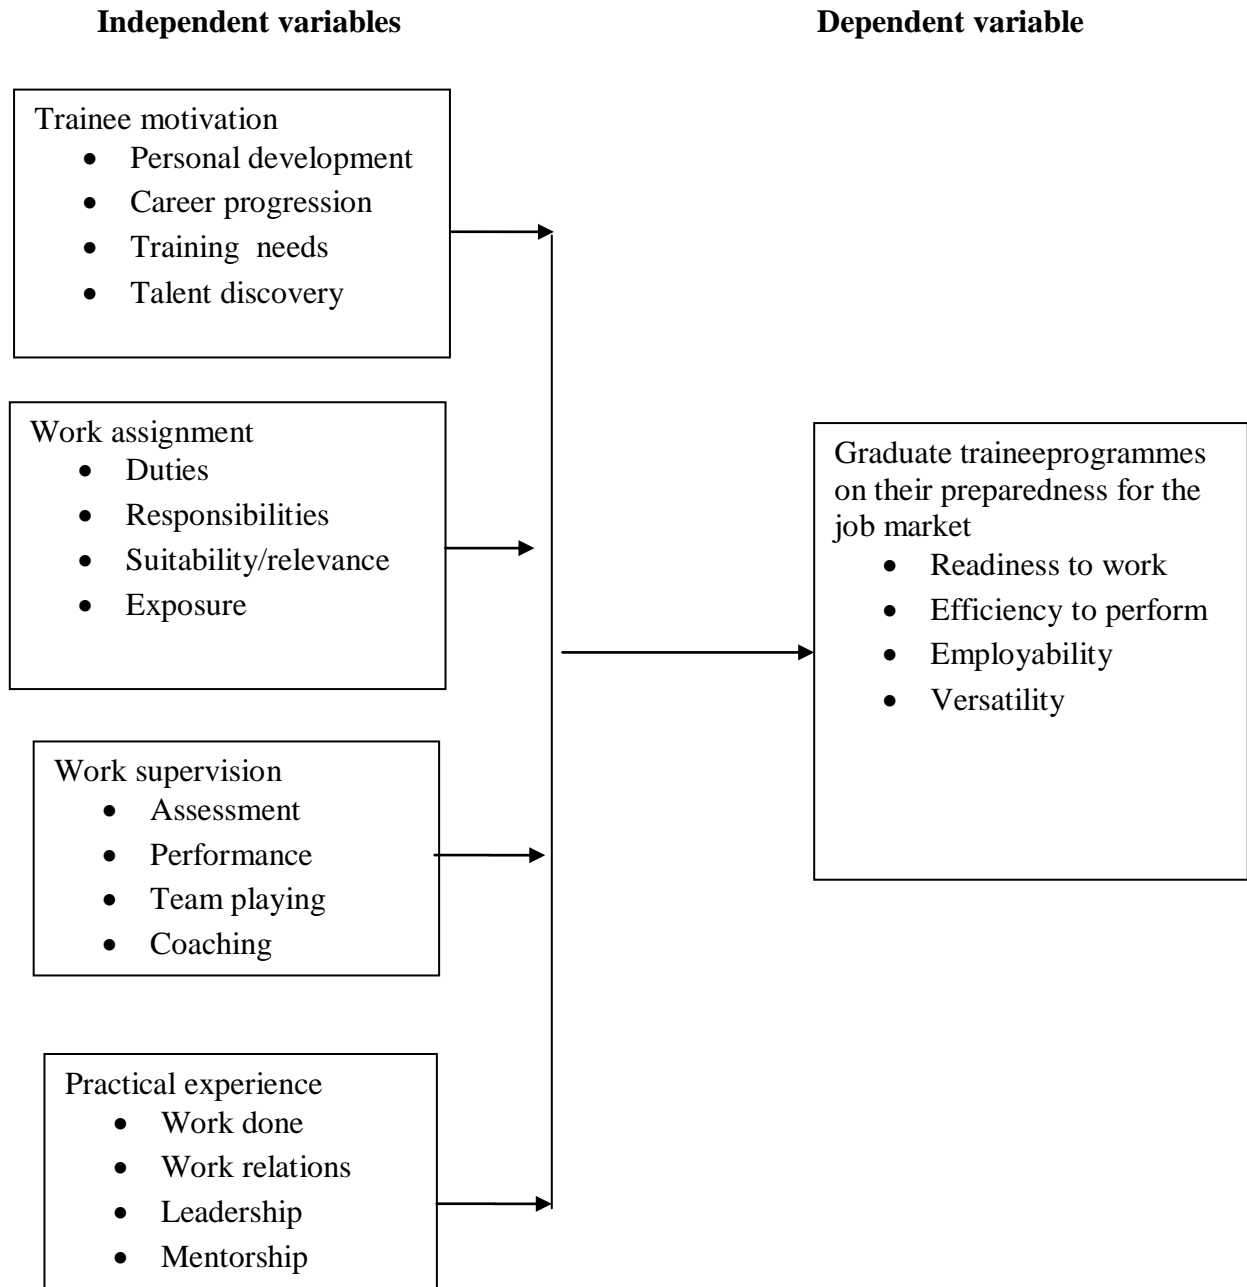 Independent variables
Dependent variable
Trainee motivation
• Personal development
• Career progression
• Training  needs
• Talent discovery
Work assignment
• Duties
• Responsibilities
• Suitability/relevance
• Exposure
Work supervision
• Assessment
• Performance
• Team playing
• Coaching
Practical experience
• Work done
• Work relations
• Leadership
• Mentorship
Graduate traineeprogrammes
on their preparedness for the
job market
• Readiness to work
• Efficiency to perform
• Employability
• Versatility